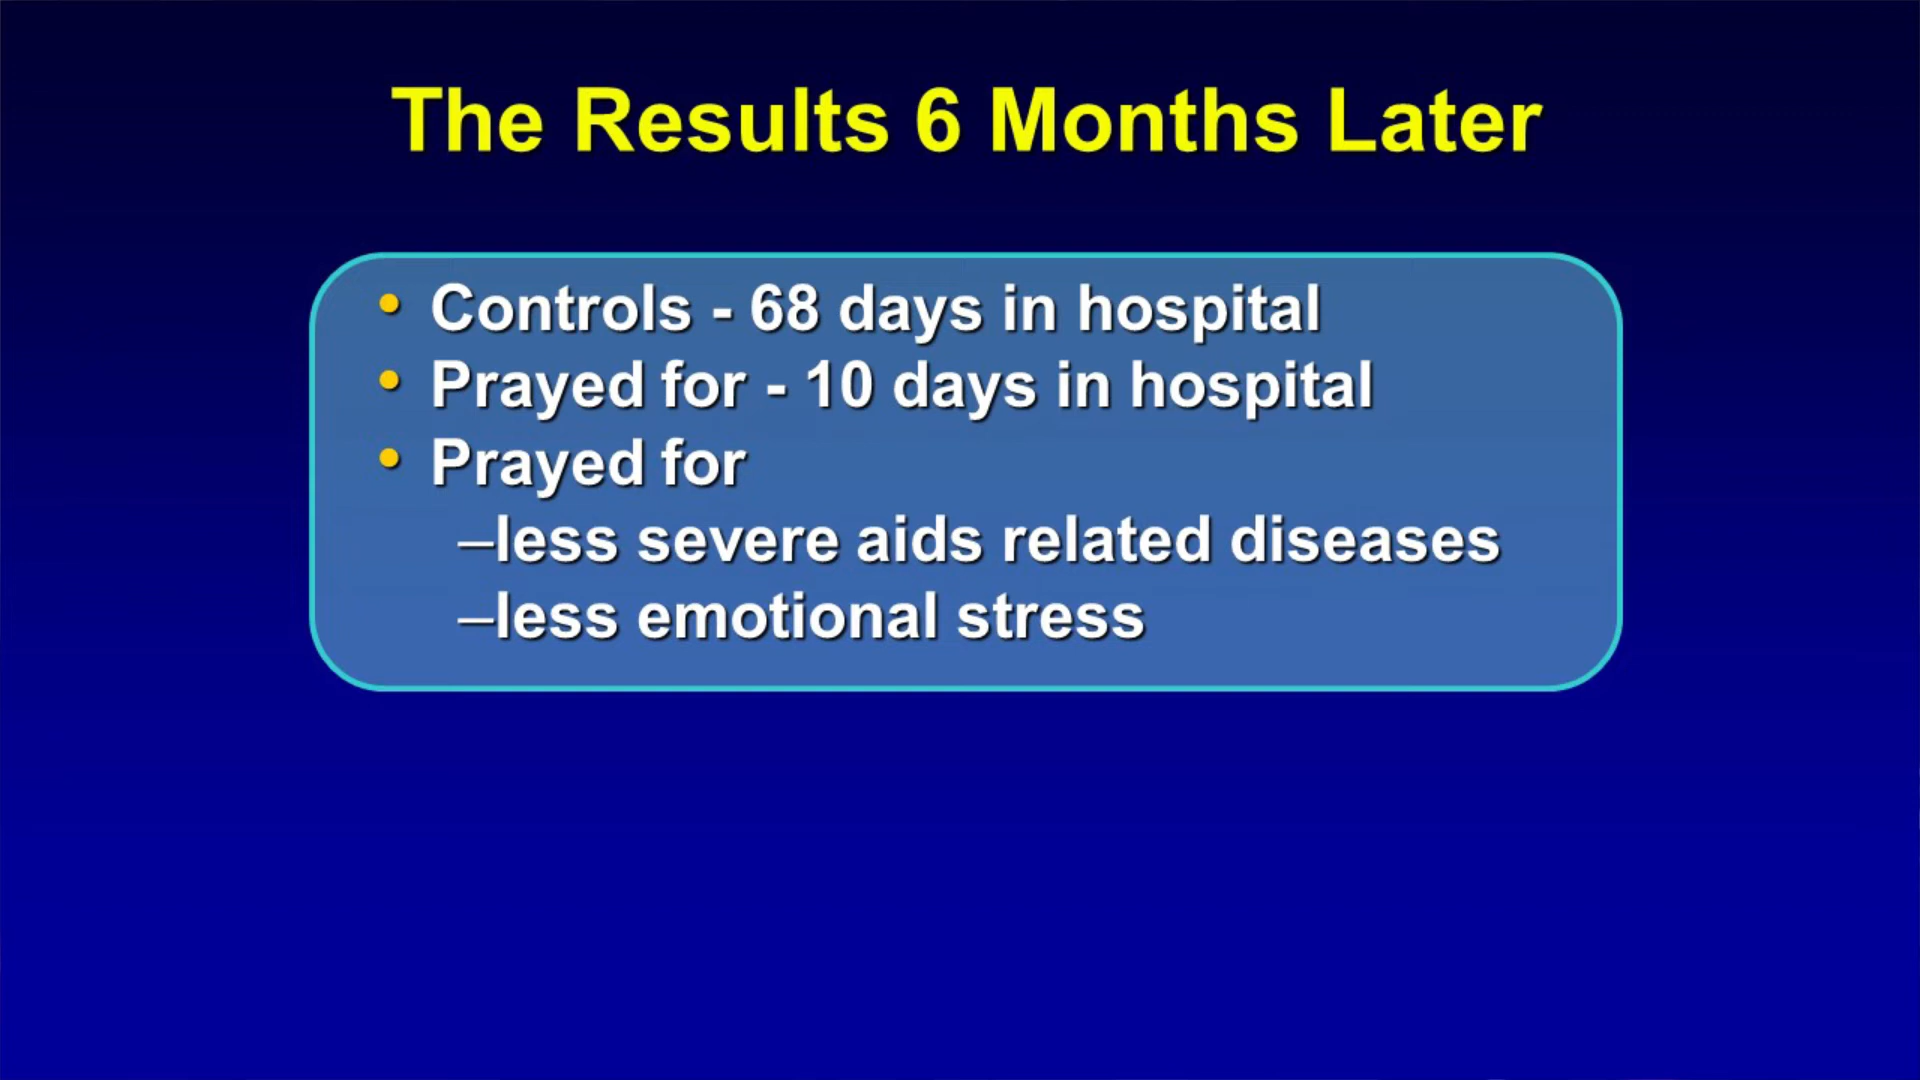 The Results 6 Months Later
• Controls - 68 days in hospital
• Prayed for - 10 days in hospital
• Prayed for
–less severe aids related diseases
–less emotional stress